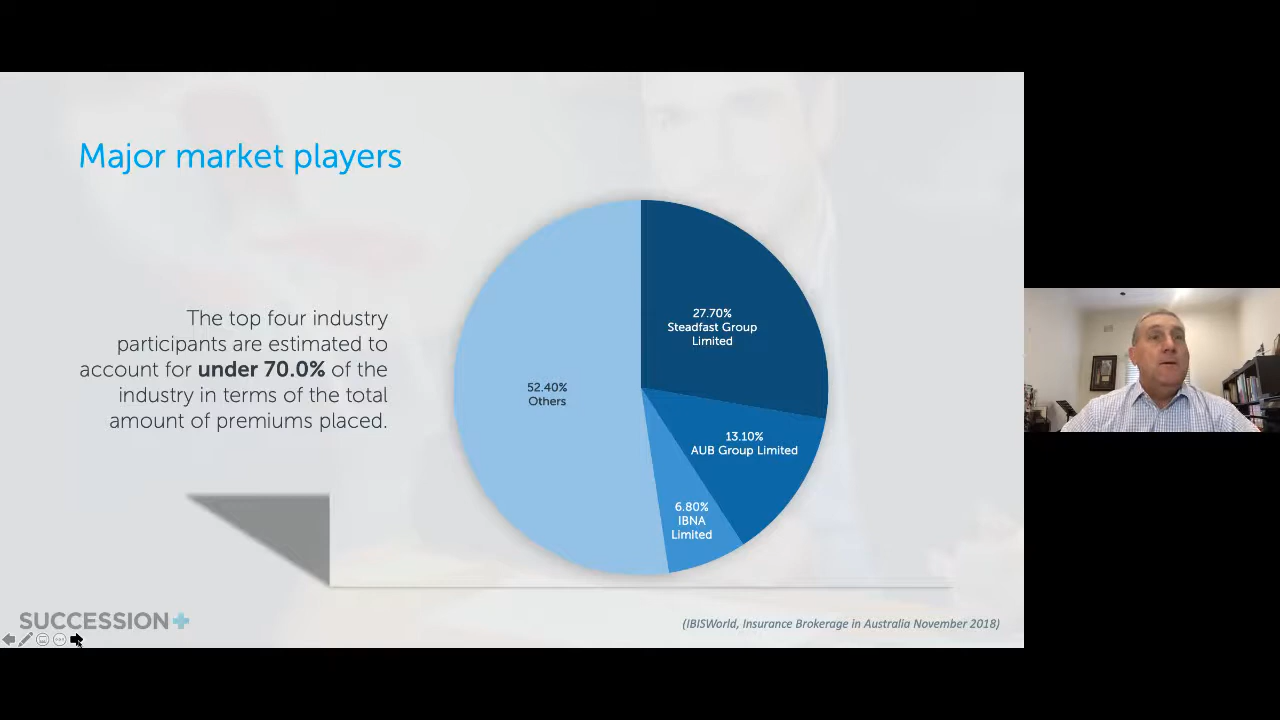 Major market players
The top four industry
participants are estimated to
account for under 70.0% of the
industry in terms of the total
amount of premiums placed.
27.70%
Steadfast Group
Limited
13.10%
AUB Group Limited
6.80%
IBNA
Limited
52.40%
Others
SUCCESSION+
(IBISWorld, Insurance Brokerage in Australia November 2018)